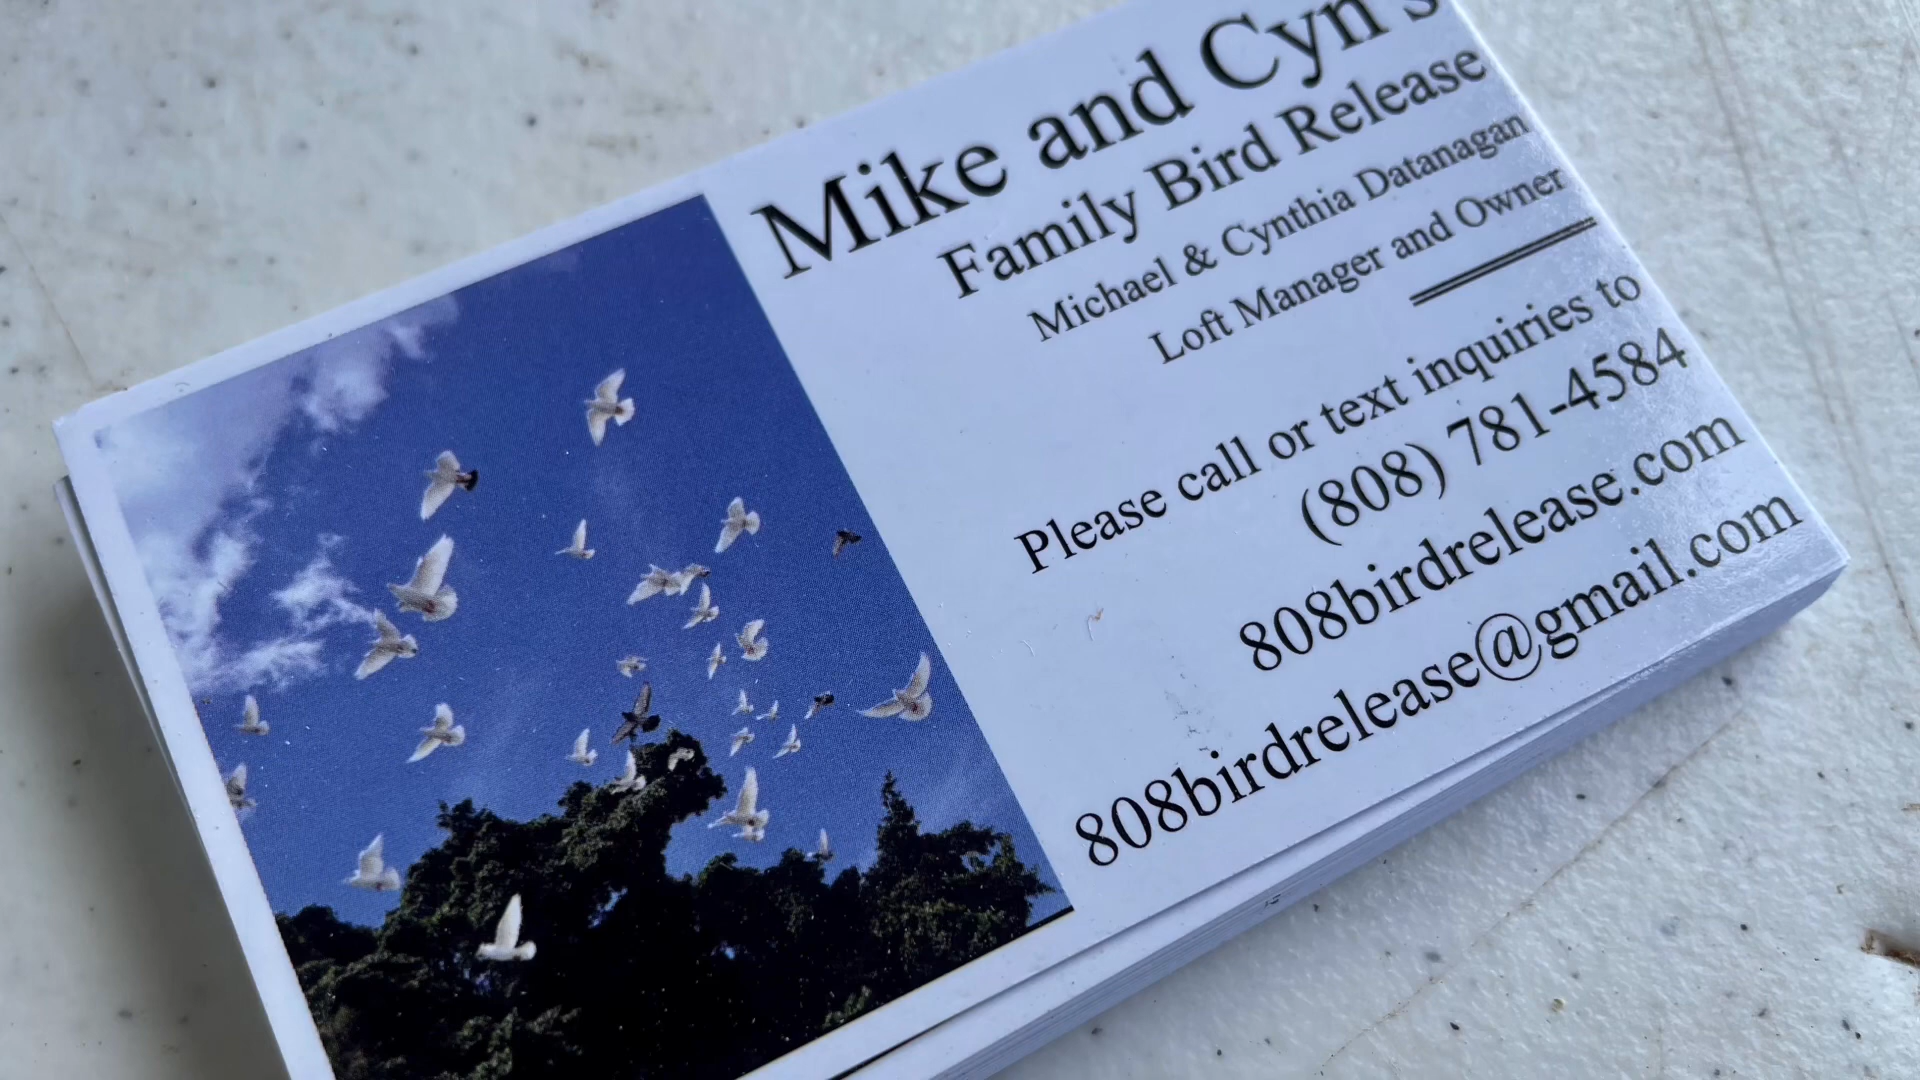 Mike and Cyn's
Family Bird Release
Michael & Cynthia Datanagan
Loft Manager and Owner
Please call or text inquiries to
(808) 781-4584
808birdrelease.com
808birdrelease@gmail.com